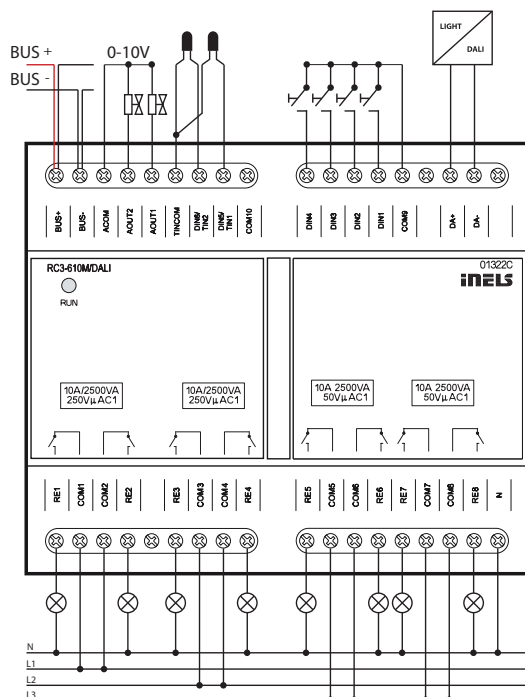 LIGHT
DALI
BUS +
0-10V
BUS -
BUS+
BUS-
ACOM
AOUT2
AOUT1
TINCOM
DIN6/
TIN2
DIN5/
TIN1
COM10
DIN4
DIN3
DIN2
DIN1
COM9
DA+
DA-
RC3-610M/DALI
RUN
01322C
iNELS
10A/2500VA
250VµAC1
10A/2500VA
250VµAC1
10A 2500VA
50VµAC1
10A 2500VA
50VµAC1
RE1
COM1
COM2
RE2
RE3
COM3
COM4
RE4
RE5
COM5
COM6
RE6
RE7
COM7
COM8
RE8
N
N
L1
L2
L3